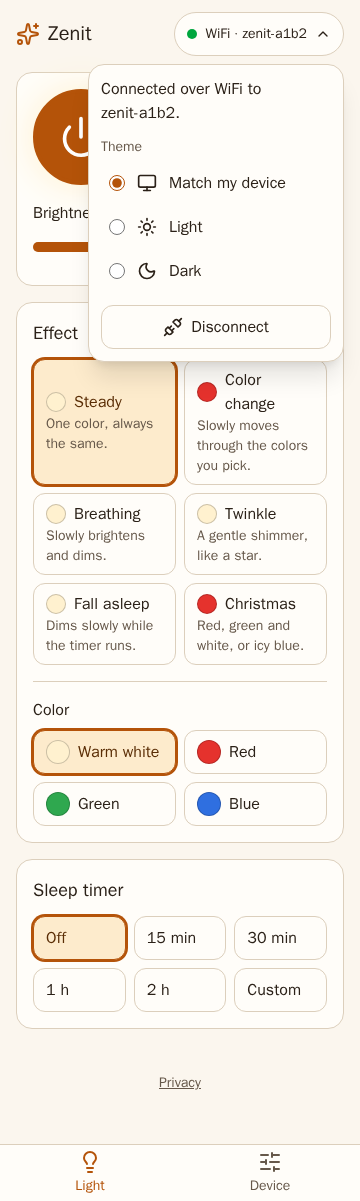 Zenit
WiFi · zenit-a1b2
Connected over WiFi to
zenit-a1b2.
Theme
Match my device
Light
Dark
Disconnect
Effect
Steady
One color, always
the same.
Color
change
Slowly moves
through the colors
you pick.
Breathing
Slowly brightens
and dims.
Twinkle
A gentle shimmer,
like a star.
Fall asleep
Dims slowly while
the timer runs.
Christmas
Red, green and
white, or icy blue.
Color
Warm white
Red
Green
Blue
Sleep timer
Off
15 min
30 min
1 h
2 h
Custom
Privacy
Light
Device